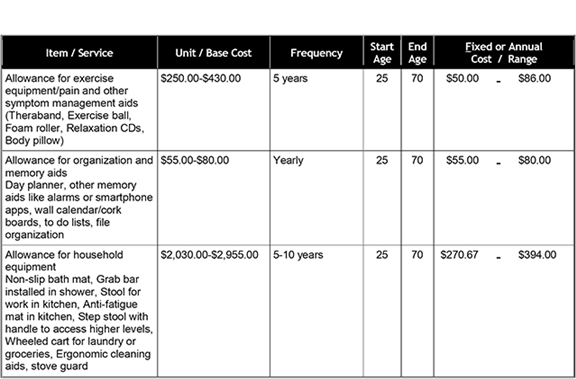 Item / Service Unit / Base Cost Frequency Start Age End Age Fixed or Annual Cost / Range
Allowance for exercise $250.00-$430.00 5 years 25 70 $50.00 - $86.00
equipment/pain and other
symptom management aids
(Theraband, Exercise ball,
Foam roller, Relaxation CDs,
Body pillow)
Allowance for organization and $55.00-$80.00 Yearly 25 70 $55.00 - $80.00
memory aids
Day planner, other memory
aids like alarms or smartphone
apps, wall calendar/cork
boards, to do lists, file
organization
Allowance for household $2,030.00-$2,955.00 5-10 years 25 70 $270.67 - $394.00
equipment
Non-slip bath mat, Grab bar
installed in shower, Stool for
work in kitchen, Anti-fatigue
mat in kitchen, Step stool with
handle to access higher levels,
Wheeled cart for laundry or
groceries, Ergonomic cleaning
aids, stove guard